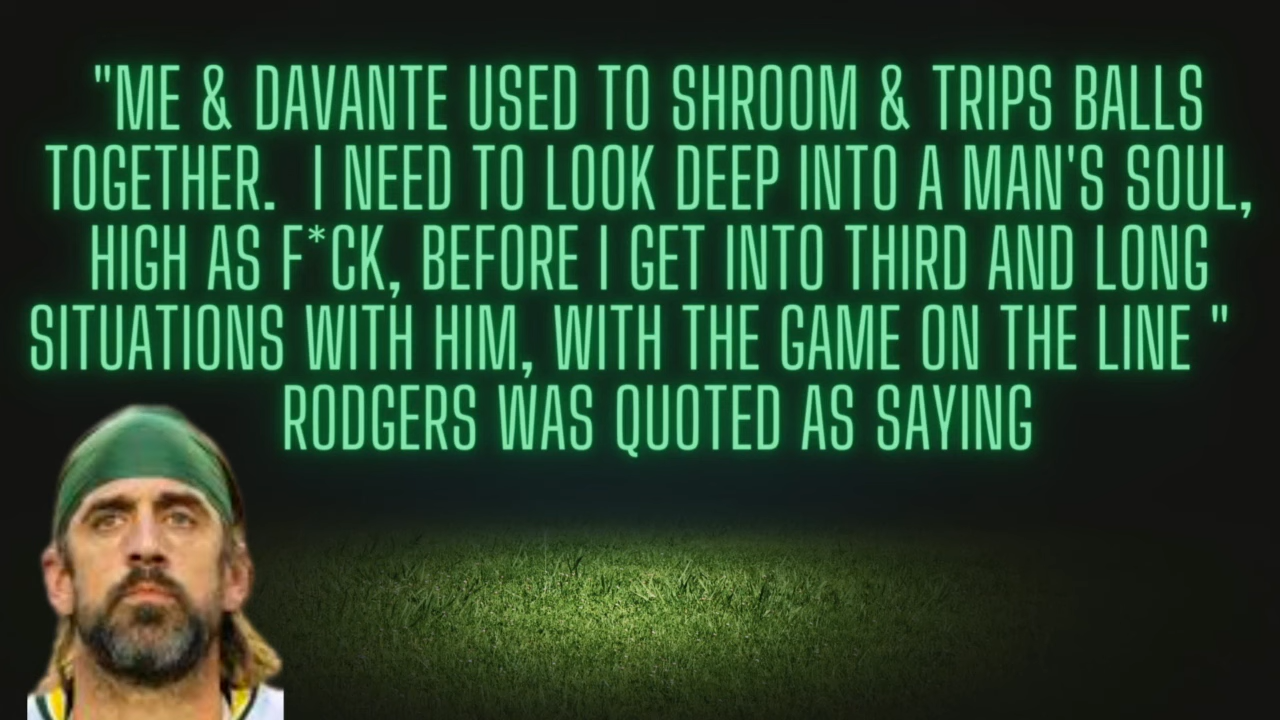 "ME & DAVANTE USED TO SHROOM & TRIPS BALLS
TOGETHER.  I NEED TO LOOK DEEP INTO A MAN'S SOUL,
HIGH AS F*CK, BEFORE I GET INTO THIRD AND LONG
SITUATIONS WITH HIM, WITH THE GAME ON THE LINE "
RODGERS WAS QUOTED AS SAYING